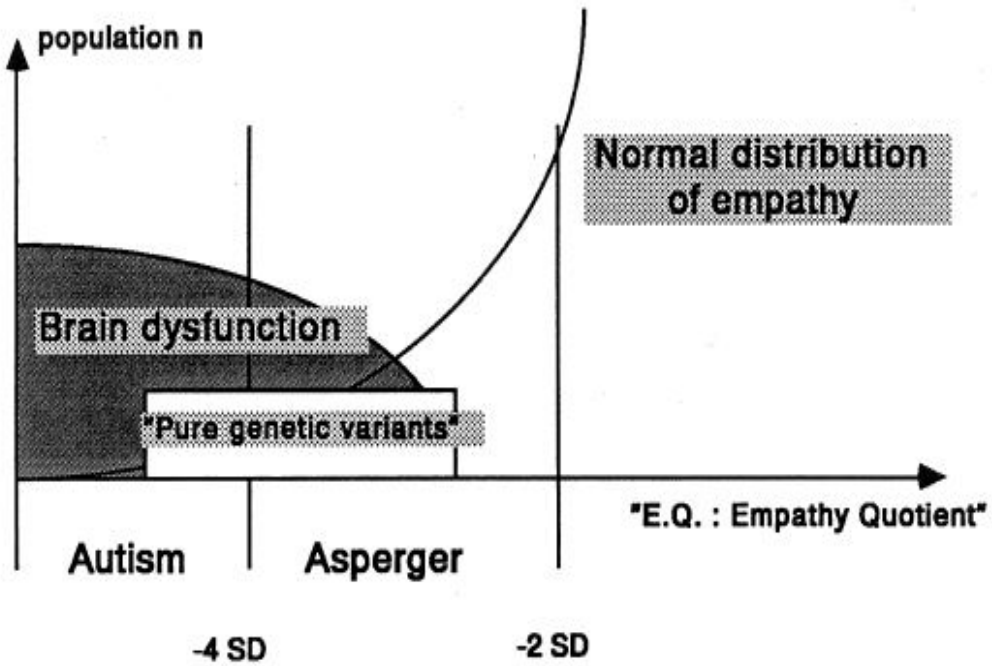 population n
Normal distribution
of empathy
Brain dysfunction
"Pure genetic variants"
"E.Q. : Empathy Quotient"
Autism
Asperger
-4 SD
-2 SD